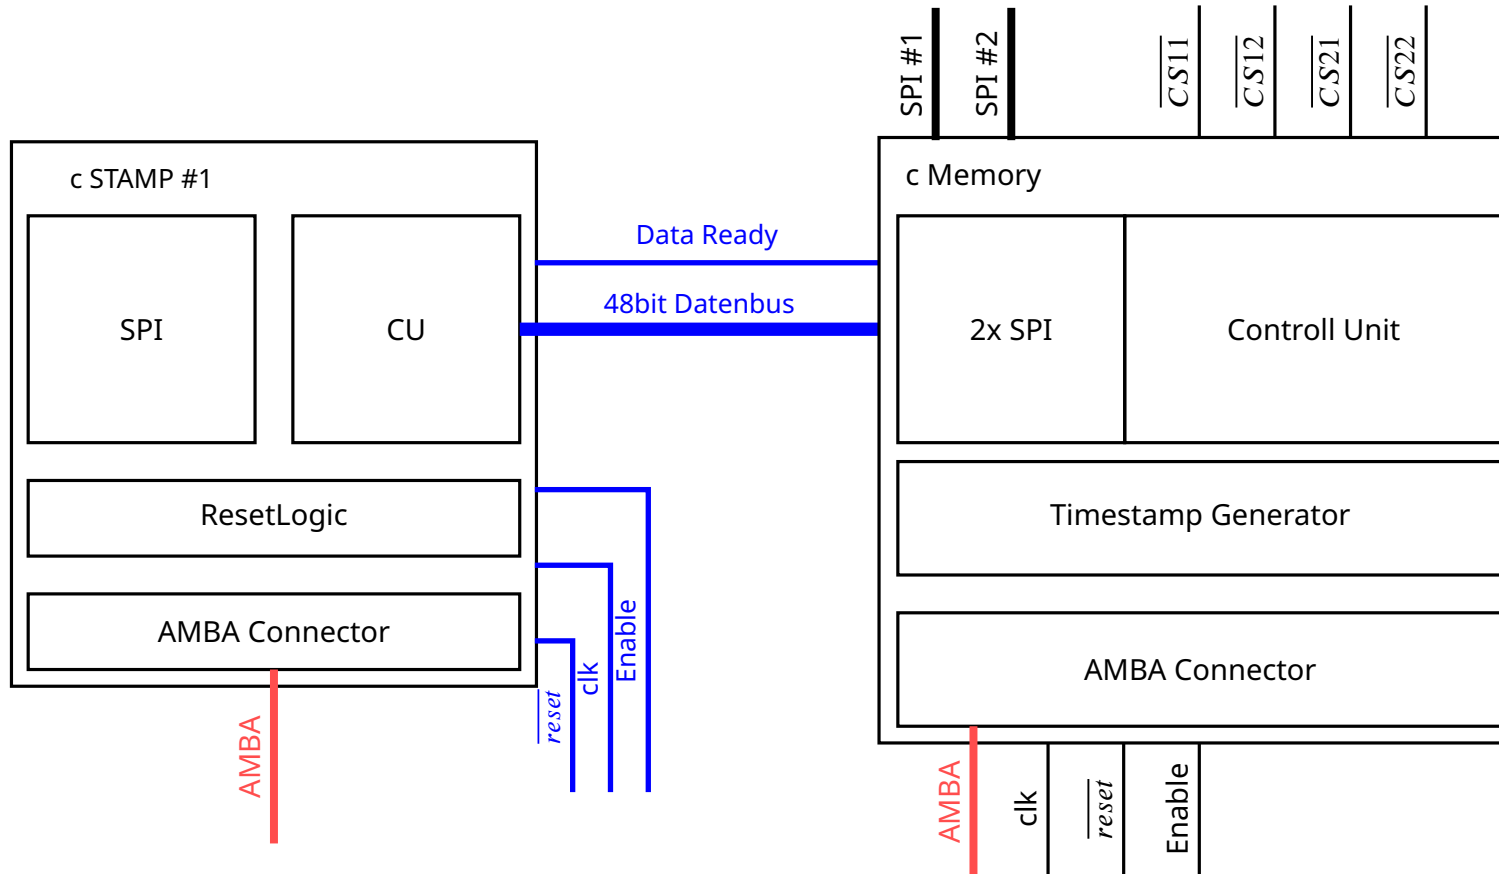 SPI #1
SPI #2
CS11
CS12
CS21
CS22
c STAMP #1
c Memory
Data Ready
48bit Datenbus
SPI
CU
2x SPI
Controll Unit
ResetLogic
Timestamp Generator
AMBA Connector
AMBA Connector
reset
clk
Enable
AMBA
AMBA
clk
reset
Enable